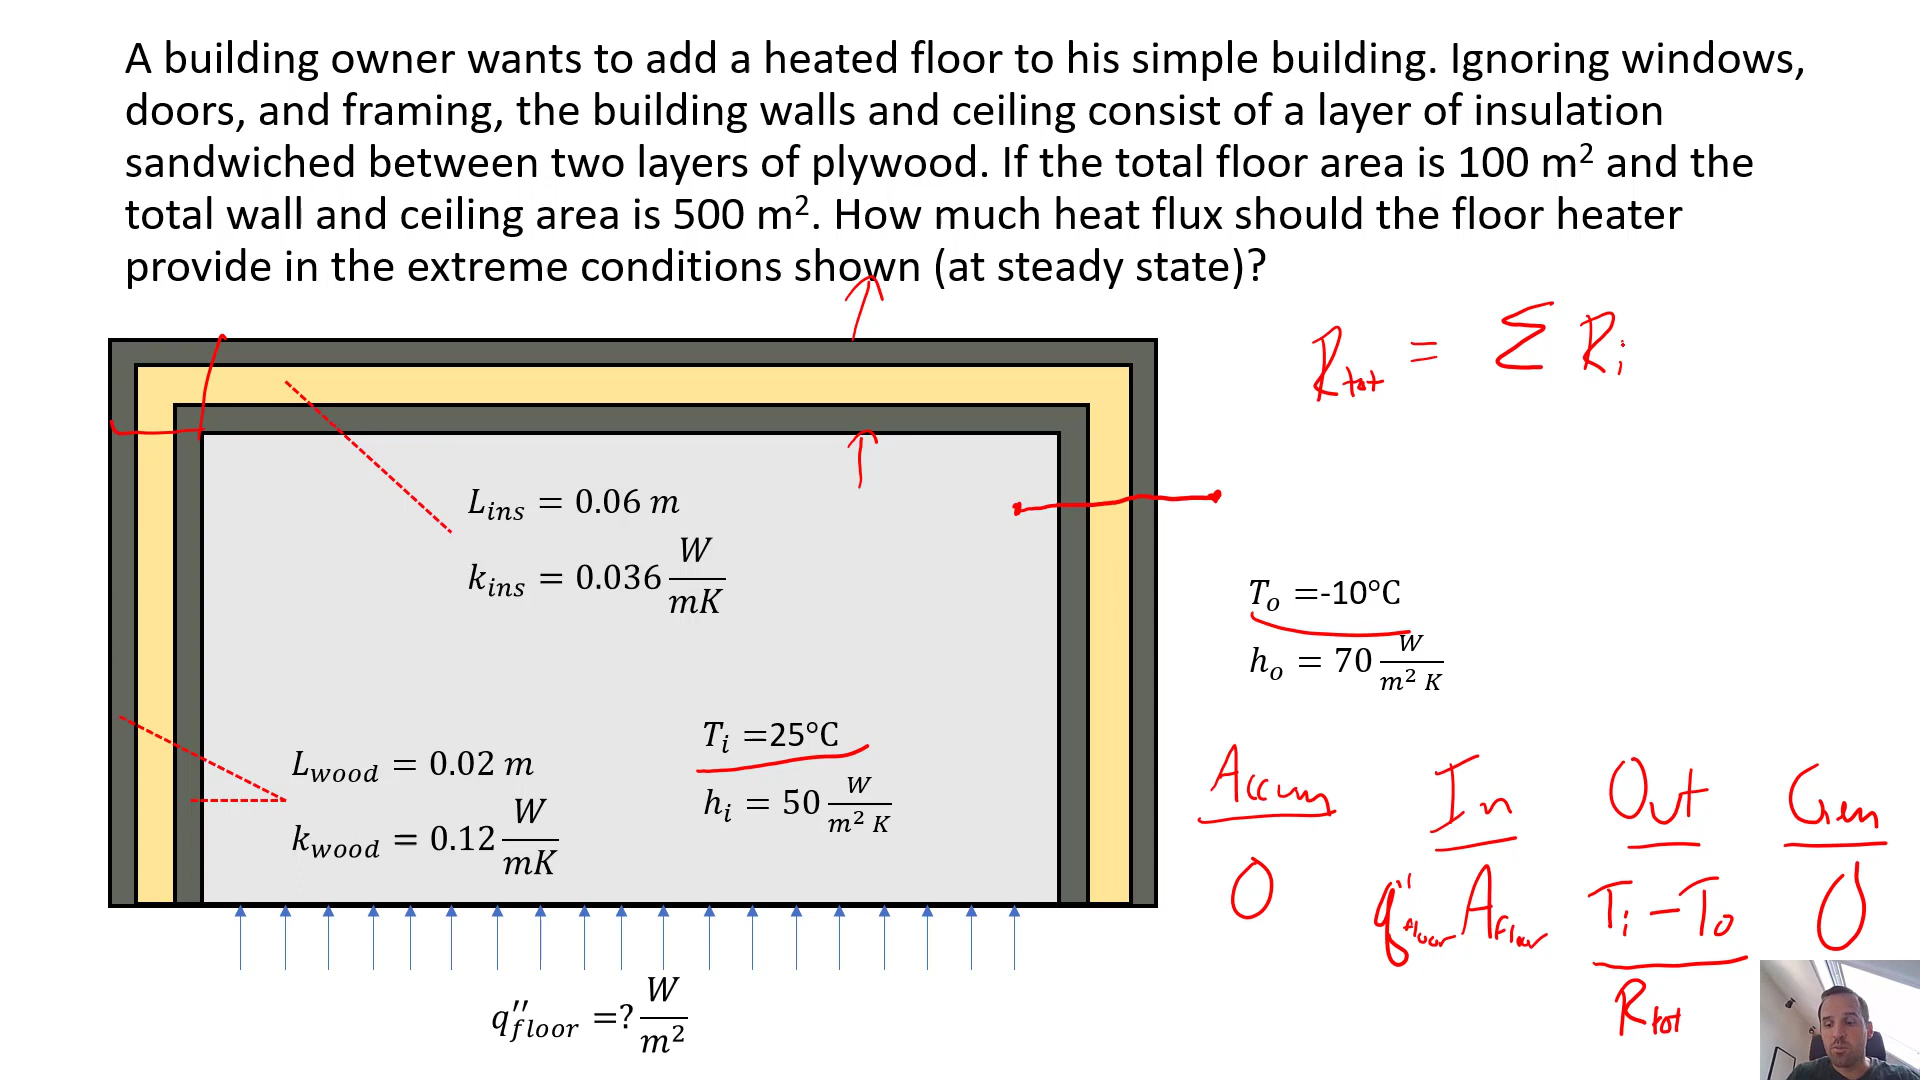 A building owner wants to add a heated floor to his simple building. Ignoring windows,
doors, and framing, the building walls and ceiling consist of a layer of insulation
sandwiched between two layers of plywood. If the total floor area is 100 m² and the
total wall and ceiling area is 500 m². How much heat flux should the floor heater
provide in the extreme conditions shown (at steady state)?
R_tot = Σ R_i
L_ins = 0.06 m
k_ins = 0.036 W/mK
T_o =-10°C
h_o = 70 W/m² K
T_i =25°C
h_i = 50 W/m² K
L_wood = 0.02 m
k_wood = 0.12 W/mK
Accum In Out Gen
0 q''_floor A_floor (T_i - T_o)/R_tot 0
q''_floor =? W/m²